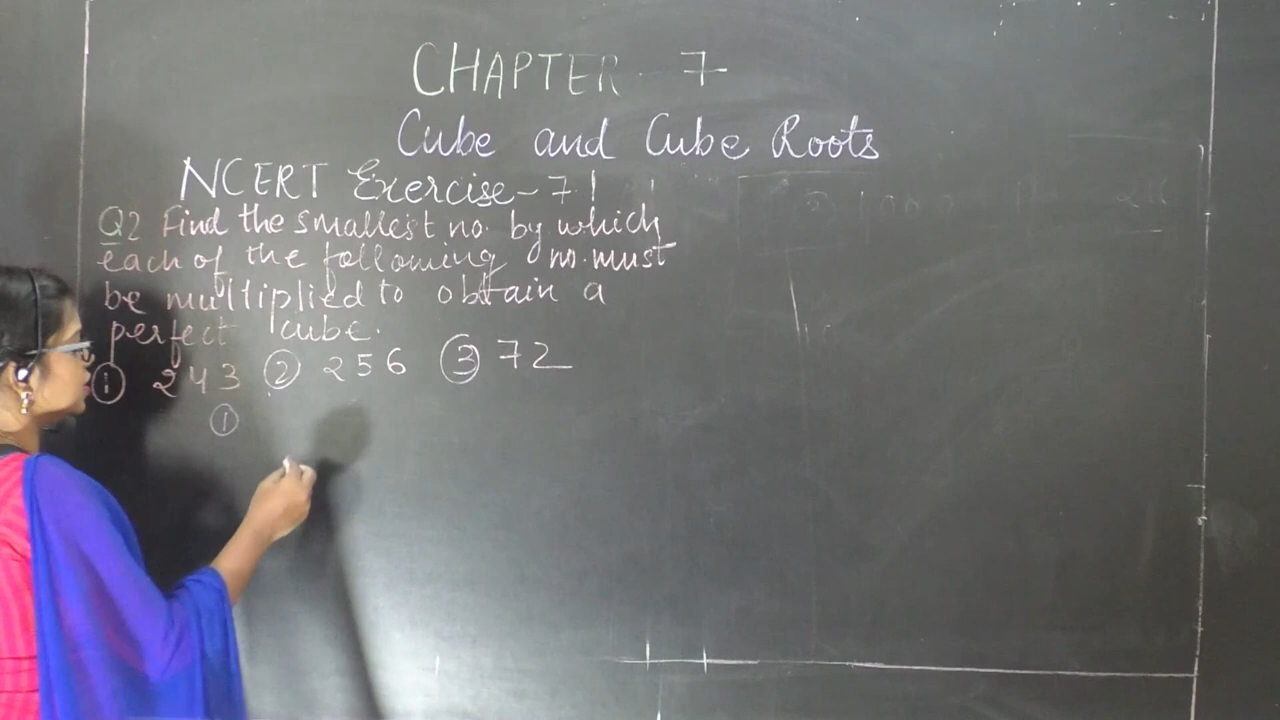 CHAPTER - 7
Cube and Cube Roots
NCERT Exercise - 7.1
Q2 Find the smallest no. by which
each of the following no. must
be multiplied to obtain a
perfect cube.
① 243 ② 256 ③ 72
①